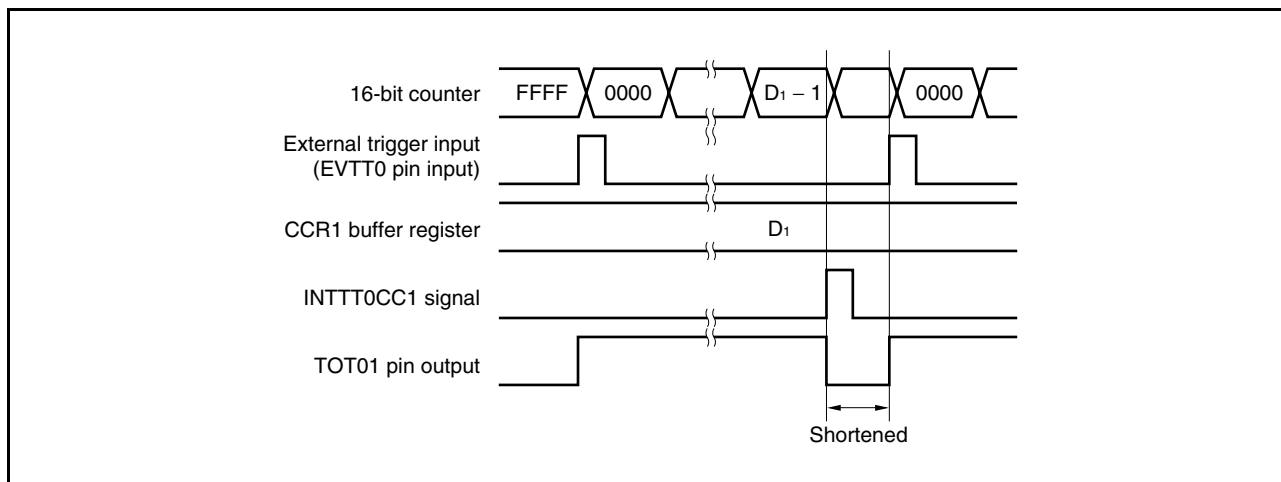 16-bit counter
FFFF
0000
D₁ – 1
0000
External trigger input
(EVTT0 pin input)
CCR1 buffer register
D₁
INTTT0CC1 signal
TOT01 pin output
Shortened